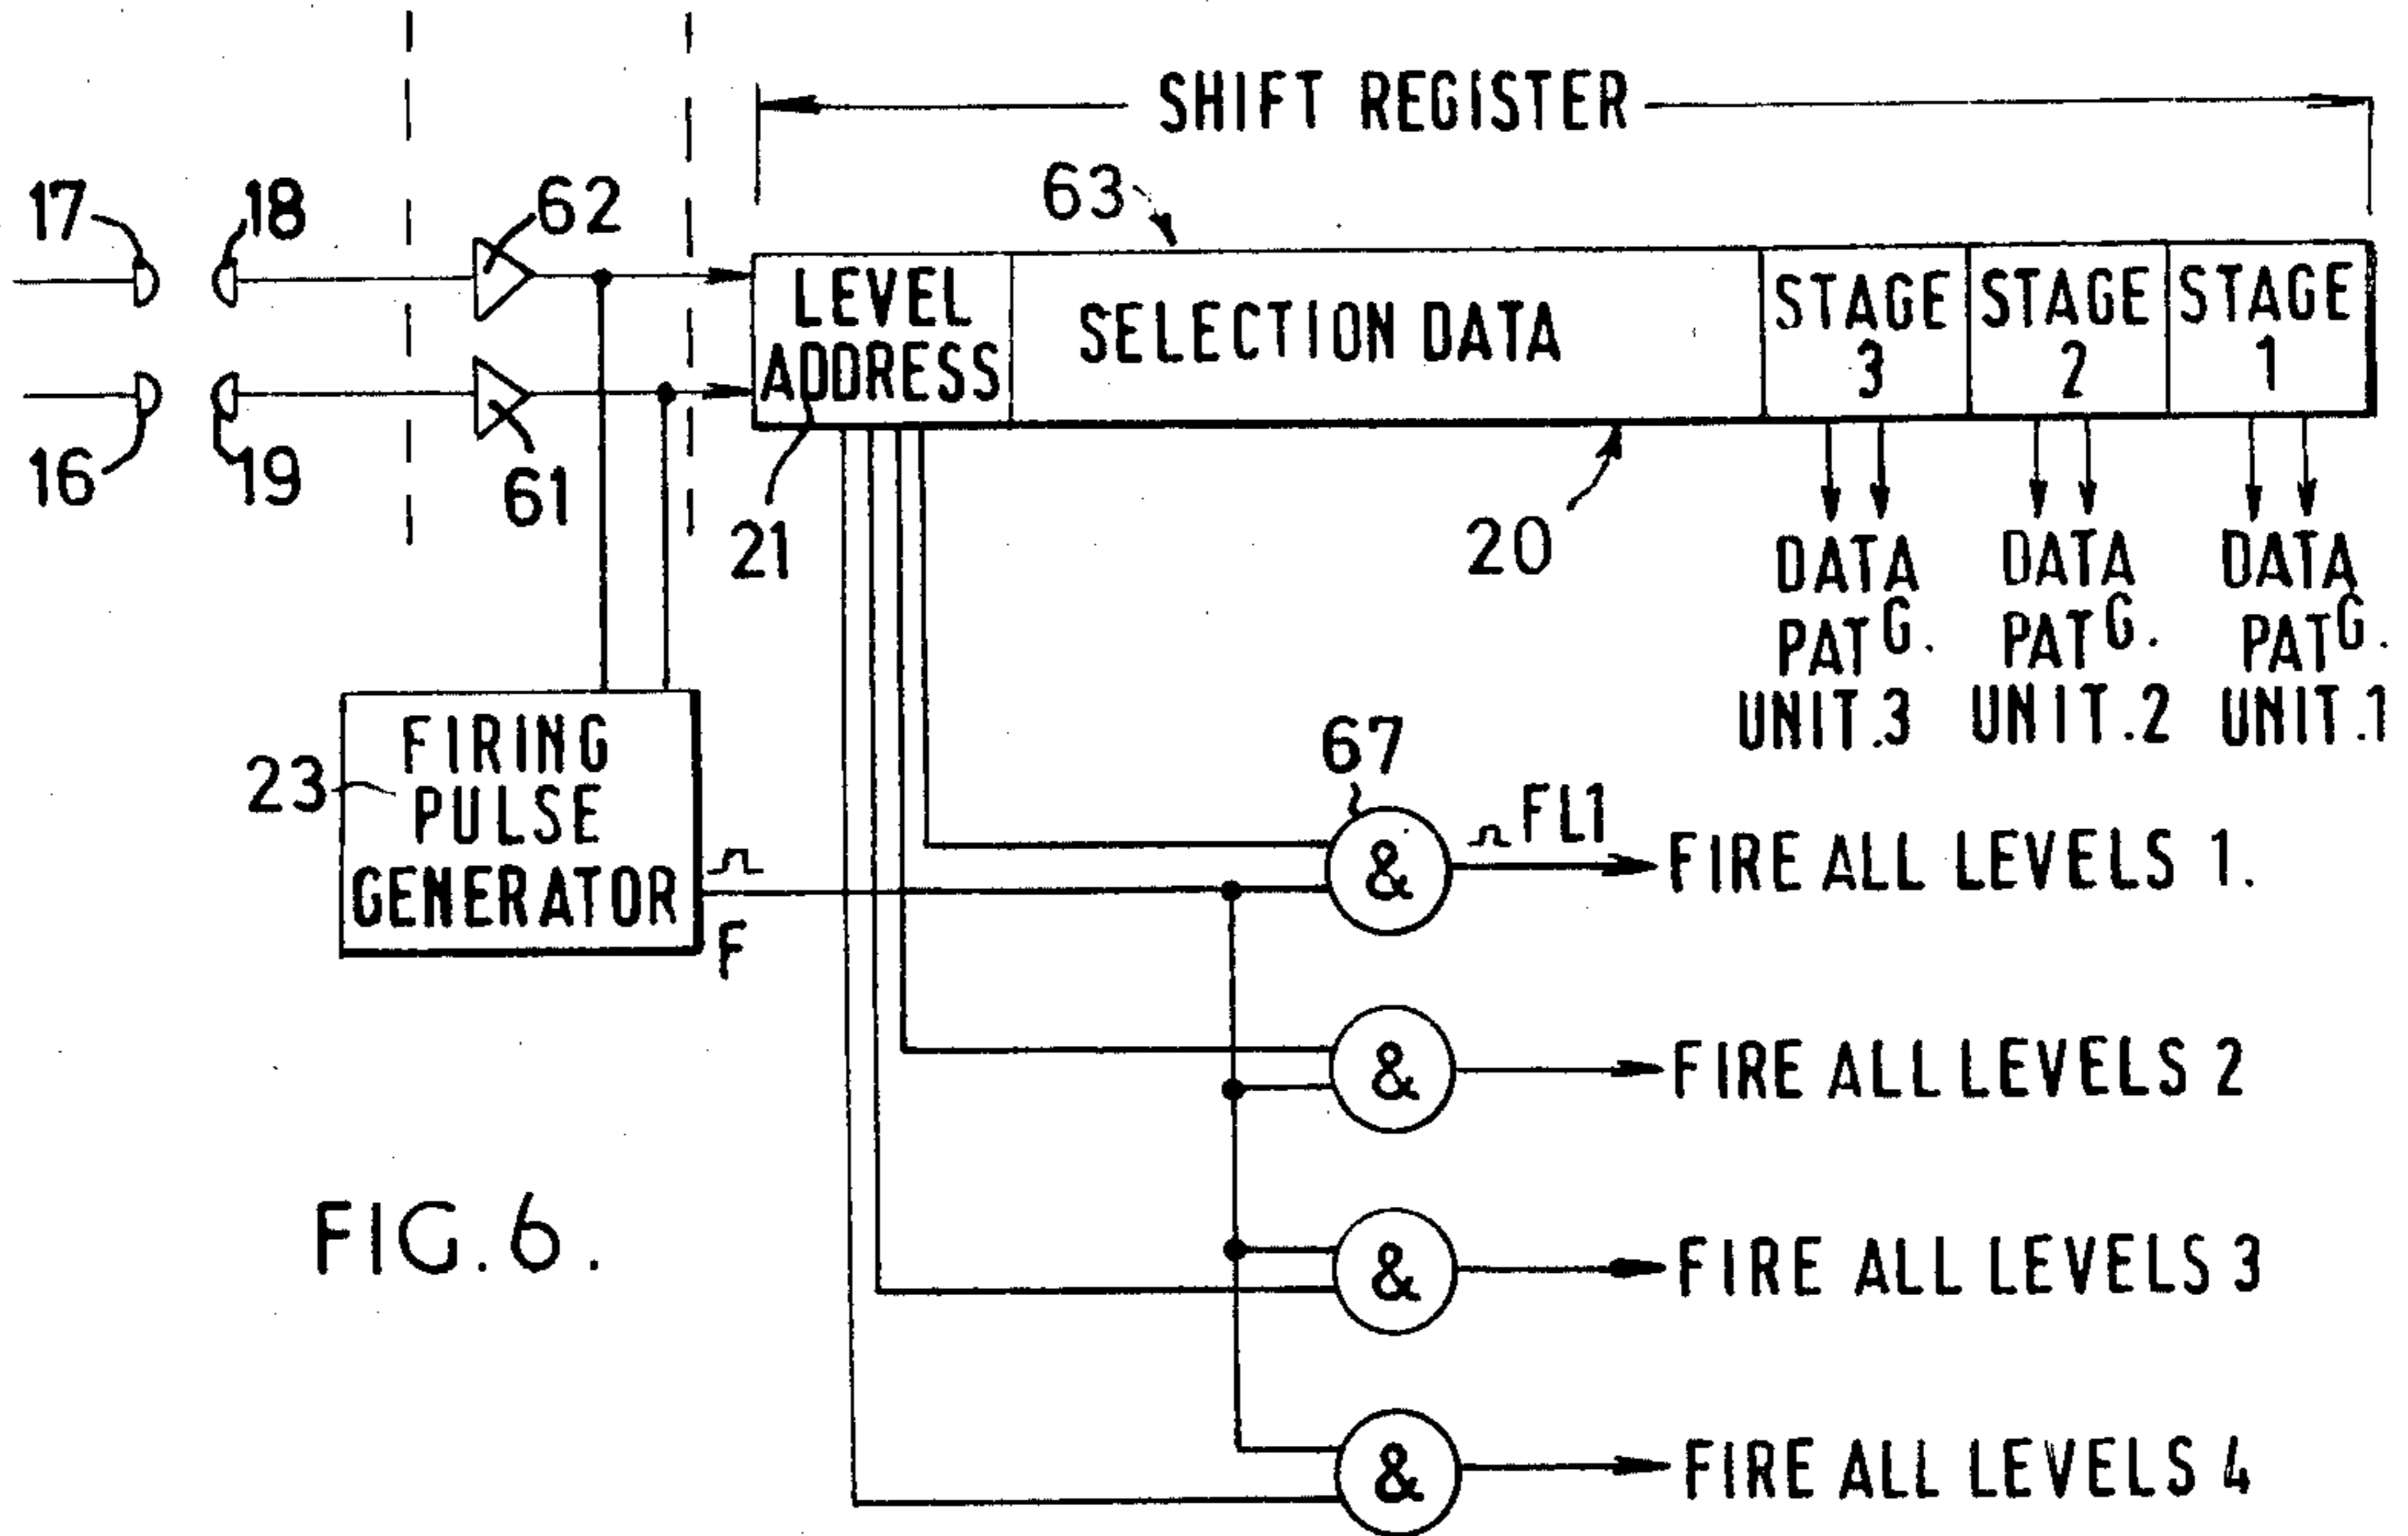 SHIFT REGISTER
63
17
18
62
LEVEL
ADDRESS
SELECTION DATA
STAGE
3
STAGE
2
STAGE
1
16
19
61
21
20
DATA
PATG.
UNIT.3
DATA
PATG.
UNIT.2
DATA
PATG.
UNIT.1
23
FIRING
PULSE
GENERATOR
F
67
&
FL1
FIRE ALL LEVELS 1.
&
FIRE ALL LEVELS 2
&
FIRE ALL LEVELS 3
&
FIRE ALL LEVELS 4
FIG. 6.